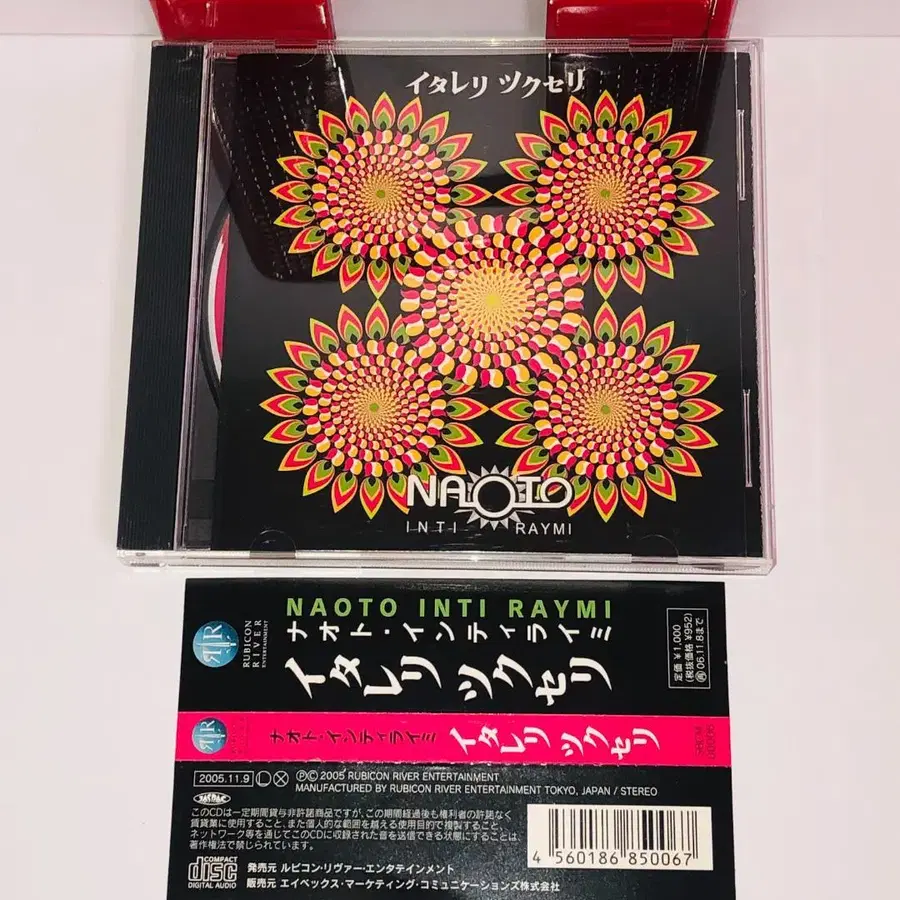 イタレリ ツクセリ
NAOTO
INTI RAYMI
RUBICON
RIVER
ENTERTAINMENT
NAOTO INTI RAYMI
ナオト・インティライミ
イタレリ ツクセリ
定価 ¥1,000
(税抜価格 ¥952)
06.11.8まで
ナオト・インティライミ イタレリ ツクセリ
2005.11.9
ⓅⒸ 2005 RUBICON RIVER ENTERTAINMENT
MANUFACTURED BY RUBICON RIVER ENTERTAINMENT TOKYO, JAPAN / STEREO
JASRAC
このCDは一定期間貸与非許諾商品ですが、この期間経過後も権利者の許諾なく
賃貸業に使用すること、また個人的な範囲を越える使用目的で複製すること、
ネットワーク等を通じてこのCDに収録された音を送信できる状態にすることは、
著作権法で禁じられています。
COMPACT
disc
DIGITAL AUDIO
発売元 ルビコン・リヴァー・エンタテインメント
販売元 エイベックス・マーケティング・コミュニケーションズ株式会社
4 560186 850067